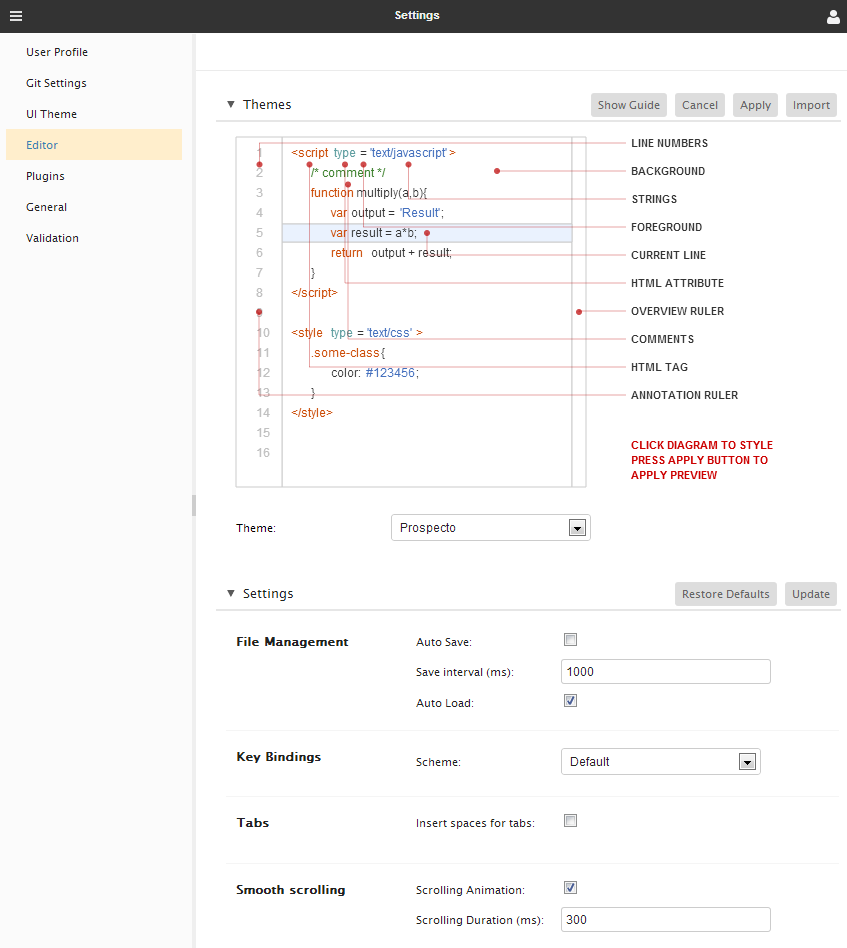 Settings
User Profile
Git Settings
UI Theme
Editor
Plugins
General
Validation
Themes
Show Guide
Cancel
Apply
Import
1 <script type = 'text/javascript'>
2 /* comment */
3 function multiply(a,b){
4 var output = 'Result';
5 var result = a*b;
6 return output + result;
7 }
8 </script>
10 <style type = 'text/css' >
11 .some-class{
12 color: #123456;
13 }
14 </style>
15
16
LINE NUMBERS
BACKGROUND
STRINGS
FOREGROUND
CURRENT LINE
HTML ATTRIBUTE
OVERVIEW RULER
COMMENTS
HTML TAG
ANNOTATION RULER
CLICK DIAGRAM TO STYLE
PRESS APPLY BUTTON TO
APPLY PREVIEW
Theme: Prospecto
Settings
Restore Defaults
Update
File Management
Auto Save:
Save interval (ms): 1000
Auto Load:
Key Bindings
Scheme: Default
Tabs
Insert spaces for tabs:
Smooth scrolling
Scrolling Animation:
Scrolling Duration (ms): 300